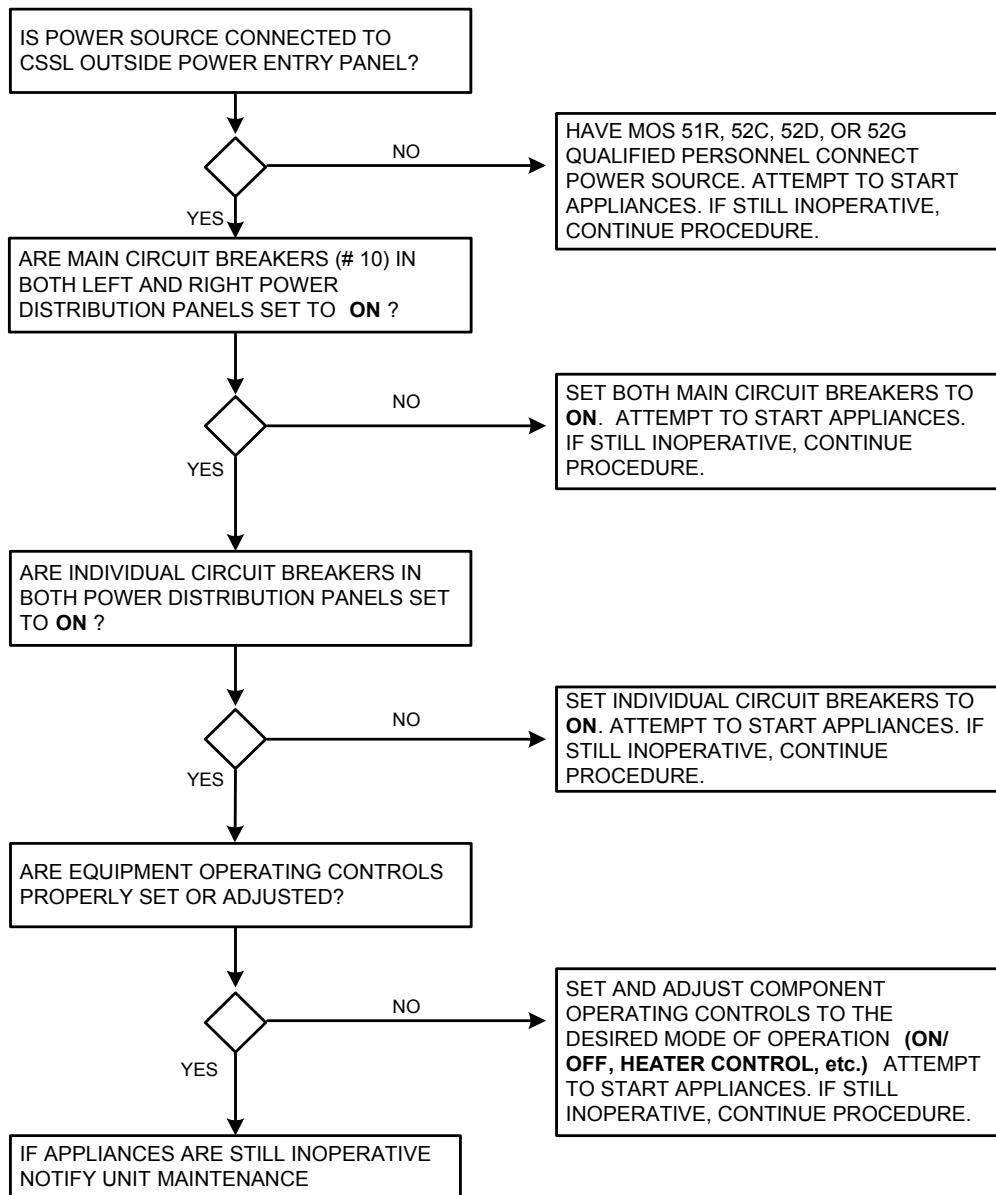 IS POWER SOURCE CONNECTED TO
CSSL OUTSIDE POWER ENTRY PANEL?
NO
HAVE MOS 51R, 52C, 52D, OR 52G
QUALIFIED PERSONNEL CONNECT
POWER SOURCE. ATTEMPT TO START
APPLIANCES. IF STILL INOPERATIVE,
CONTINUE PROCEDURE.
YES
ARE MAIN CIRCUIT BREAKERS (# 10) IN
BOTH LEFT AND RIGHT POWER
DISTRIBUTION PANELS SET TO ON ?
NO
SET BOTH MAIN CIRCUIT BREAKERS TO
ON. ATTEMPT TO START APPLIANCES.
IF STILL INOPERATIVE, CONTINUE
PROCEDURE.
YES
ARE INDIVIDUAL CIRCUIT BREAKERS IN
BOTH POWER DISTRIBUTION PANELS SET
TO ON ?
NO
SET INDIVIDUAL CIRCUIT BREAKERS TO
ON. ATTEMPT TO START APPLIANCES. IF
STILL INOPERATIVE, CONTINUE
PROCEDURE.
YES
ARE EQUIPMENT OPERATING CONTROLS
PROPERLY SET OR ADJUSTED?
NO
SET AND ADJUST COMPONENT
OPERATING CONTROLS TO THE
DESIRED MODE OF OPERATION (ON/
OFF, HEATER CONTROL, etc.) ATTEMPT
TO START APPLIANCES. IF STILL
INOPERATIVE, CONTINUE PROCEDURE.
YES
IF APPLIANCES ARE STILL INOPERATIVE
NOTIFY UNIT MAINTENANCE